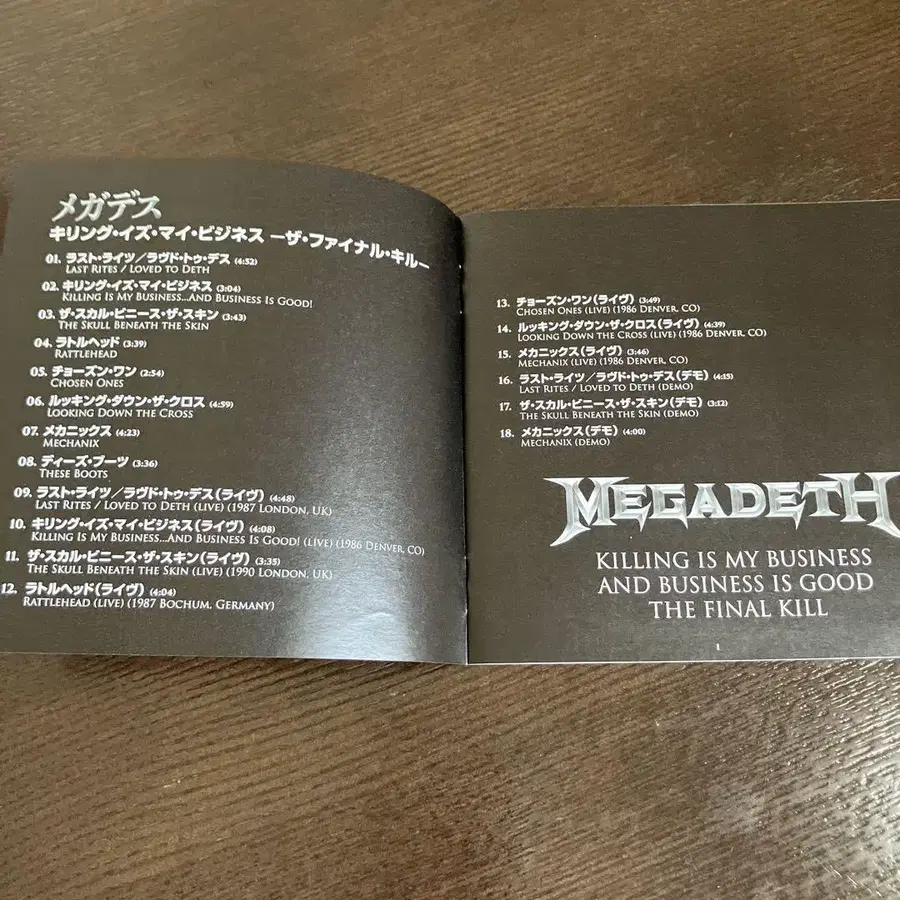 メガデス
キリング・イズ・マイ・ビジネス ーザ・ファイナル・キルー
01. ラスト・ライツ／ラヴド・トゥ・デス (4:52)
LAST RITES / LOVED TO DETH
02. キリング・イズ・マイ・ビジネス (3:04)
KILLING IS MY BUSINESS...AND BUSINESS IS GOOD!
03. ザ・スカル・ビニース・ザ・スキン (3:43)
THE SKULL BENEATH THE SKIN
04. ラトルヘッド (3:39)
RATTLEHEAD
05. チョーズン・ワン (2:54)
CHOSEN ONES
06. ルッキング・ダウン・ザ・クロス (4:59)
LOOKING DOWN THE CROSS
07. メカニックス (4:23)
MECHANIX
08. ディーズ・ブーツ (3:36)
THESE BOOTS
09. ラスト・ライツ／ラヴド・トゥ・デス(ライヴ) (4:48)
LAST RITES / LOVED TO DETH (LIVE) (1987 LONDON, UK)
10. キリング・イズ・マイ・ビジネス(ライヴ) (4:08)
KILLING IS MY BUSINESS...AND BUSINESS IS GOOD! (LIVE) (1986 DENVER, CO)
11. ザ・スカル・ビニース・ザ・スキン(ライヴ) (3:35)
THE SKULL BENEATH THE SKIN (LIVE) (1990 LONDON, UK)
12. ラトルヘッド(ライヴ) (4:04)
RATTLEHEAD (LIVE) (1987 BOCHUM, GERMANY)
13. チョーズン・ワン(ライヴ) (3:49)
CHOSEN ONES (LIVE) (1986 DENVER, CO)
14. ルッキング・ダウン・ザ・クロス(ライヴ) (4:39)
LOOKING DOWN THE CROSS (LIVE) (1986 DENVER, CO)
15. メカニックス(ライヴ) (3:46)
MECHANIX (LIVE) (1986 DENVER, CO)
16. ラスト・ライツ／ラヴド・トゥ・デス(デモ) (4:15)
LAST RITES / LOVED TO DETH (DEMO)
17. ザ・スカル・ビニース・ザ・スキン(デモ) (3:12)
THE SKULL BENEATH THE SKIN (DEMO)
18. メカニックス(デモ) (4:00)
MECHANIX (DEMO)
MEGADETH
KILLING IS MY BUSINESS
AND BUSINESS IS GOOD
THE FINAL KILL
1